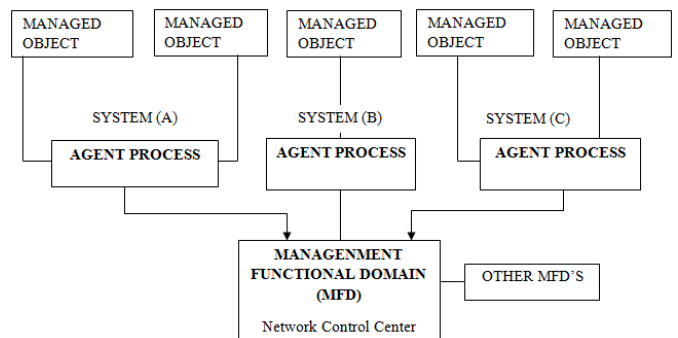 MANAGED
OBJECT
MANAGED
OBJECT
MANAGED
OBJECT
MANAGED
OBJECT
MANAGED
OBJECT
SYSTEM (A)
SYSTEM (B)
SYSTEM (C)
AGENT PROCESS
AGENT PROCESS
AGENT PROCESS
MANAGENMENT
FUNCTIONAL DOMAIN
(MFD)
Network Control Center
OTHER MFD'S